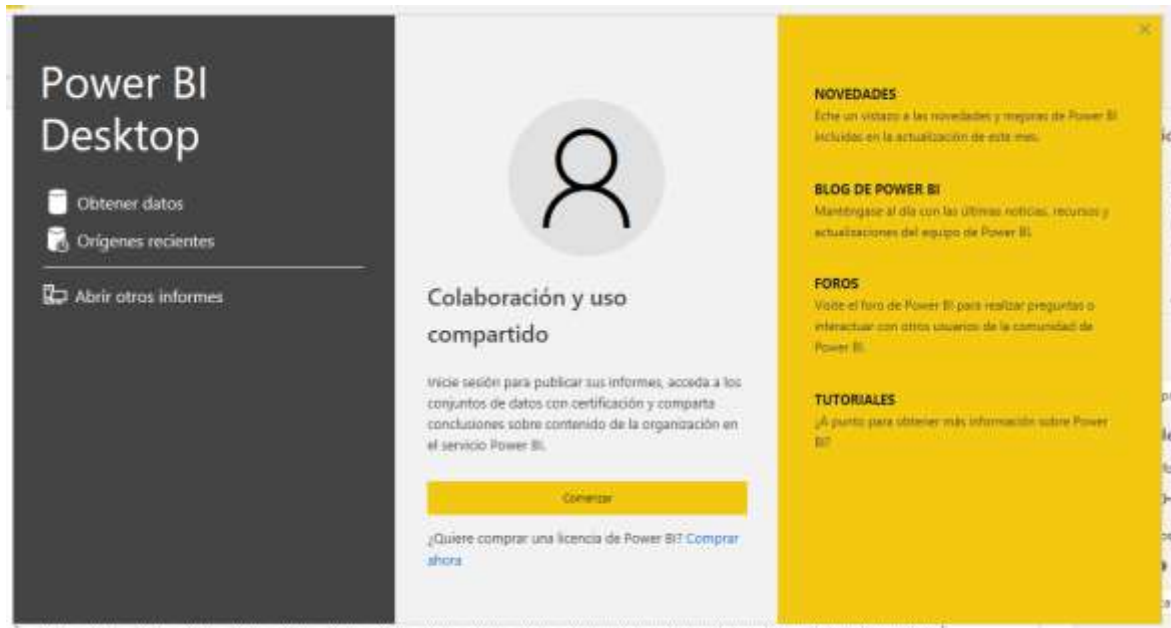 Power BI
Desktop
Obtener datos
Orígenes recientes
Abrir otros informes
Colaboración y uso
compartido
Inicie sesión para publicar sus informes, acceda a los
conjuntos de datos con certificación y comparta
conclusiones sobre contenido de la organización en
el servicio Power BI.
Comenzar
¿Quiere comprar una licencia de Power BI? Comprar
ahora
NOVEDADES
Eche un vistazo a las novedades y mejoras de Power BI
incluidas en la actualización de este mes.
BLOG DE POWER BI
Manténgase al día con las últimas noticias, recursos y
actualizaciones del equipo de Power BI.
FOROS
Visite el foro de Power BI para realizar preguntas o
interactuar con otros usuarios de la comunidad de
Power BI.
TUTORIALES
¿A punto para obtener más información sobre Power
BI?